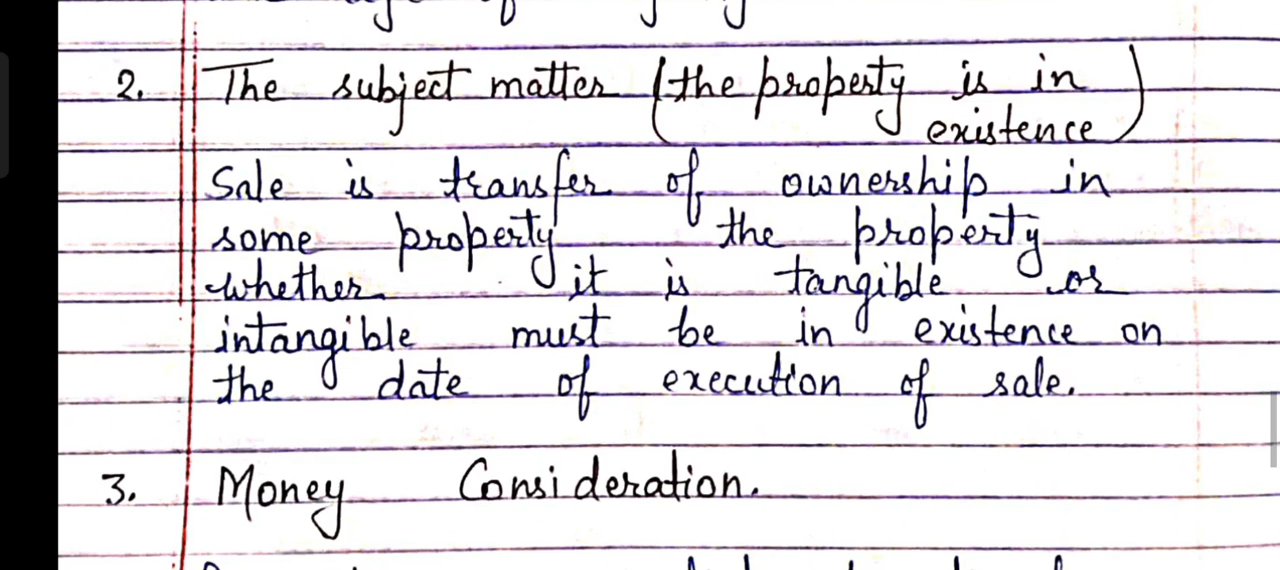 2. The subject matter (the property is in
existence)
Sale is transfer of ownership in
some property the property
whether it is tangible or
intangible must be in existence on
the date of execution of sale.
3. Money Consideration.